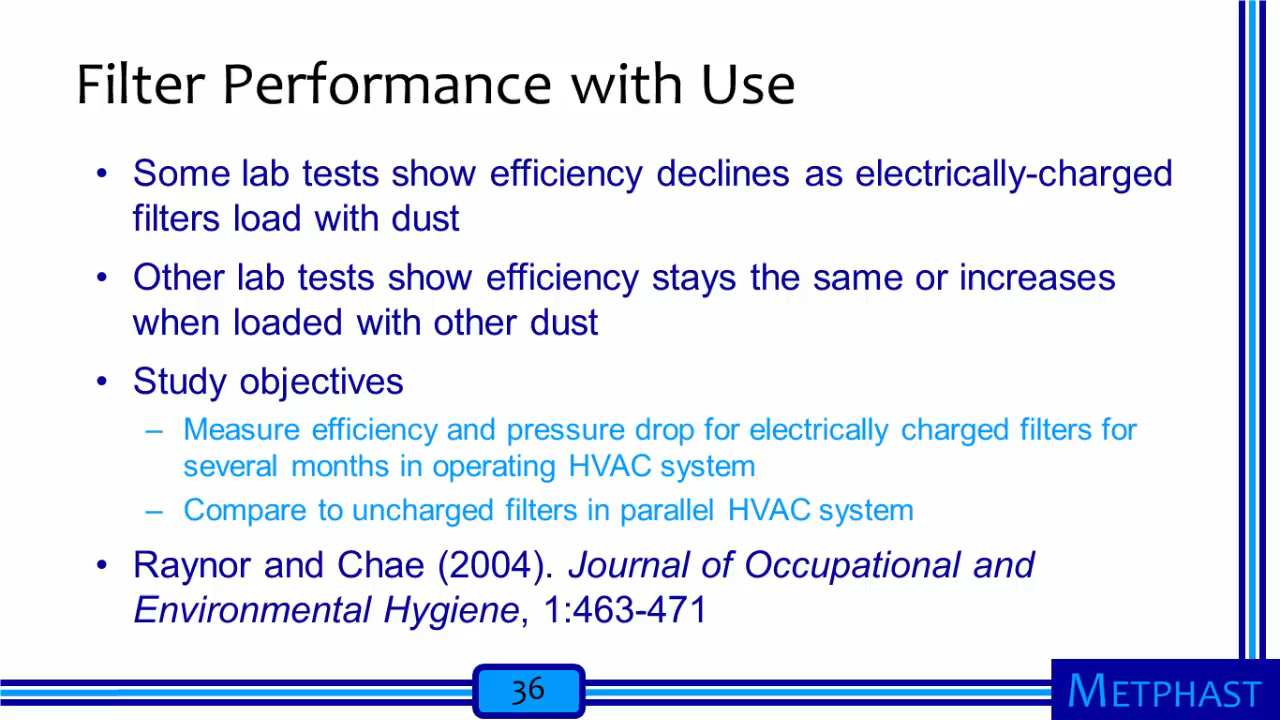 Filter Performance with Use
• Some lab tests show efficiency declines as electrically-charged
filters load with dust
• Other lab tests show efficiency stays the same or increases
when loaded with other dust
• Study objectives
– Measure efficiency and pressure drop for electrically charged filters for
several months in operating HVAC system
– Compare to uncharged filters in parallel HVAC system
• Raynor and Chae (2004). Journal of Occupational and
Environmental Hygiene, 1:463-471
36
METPHAST